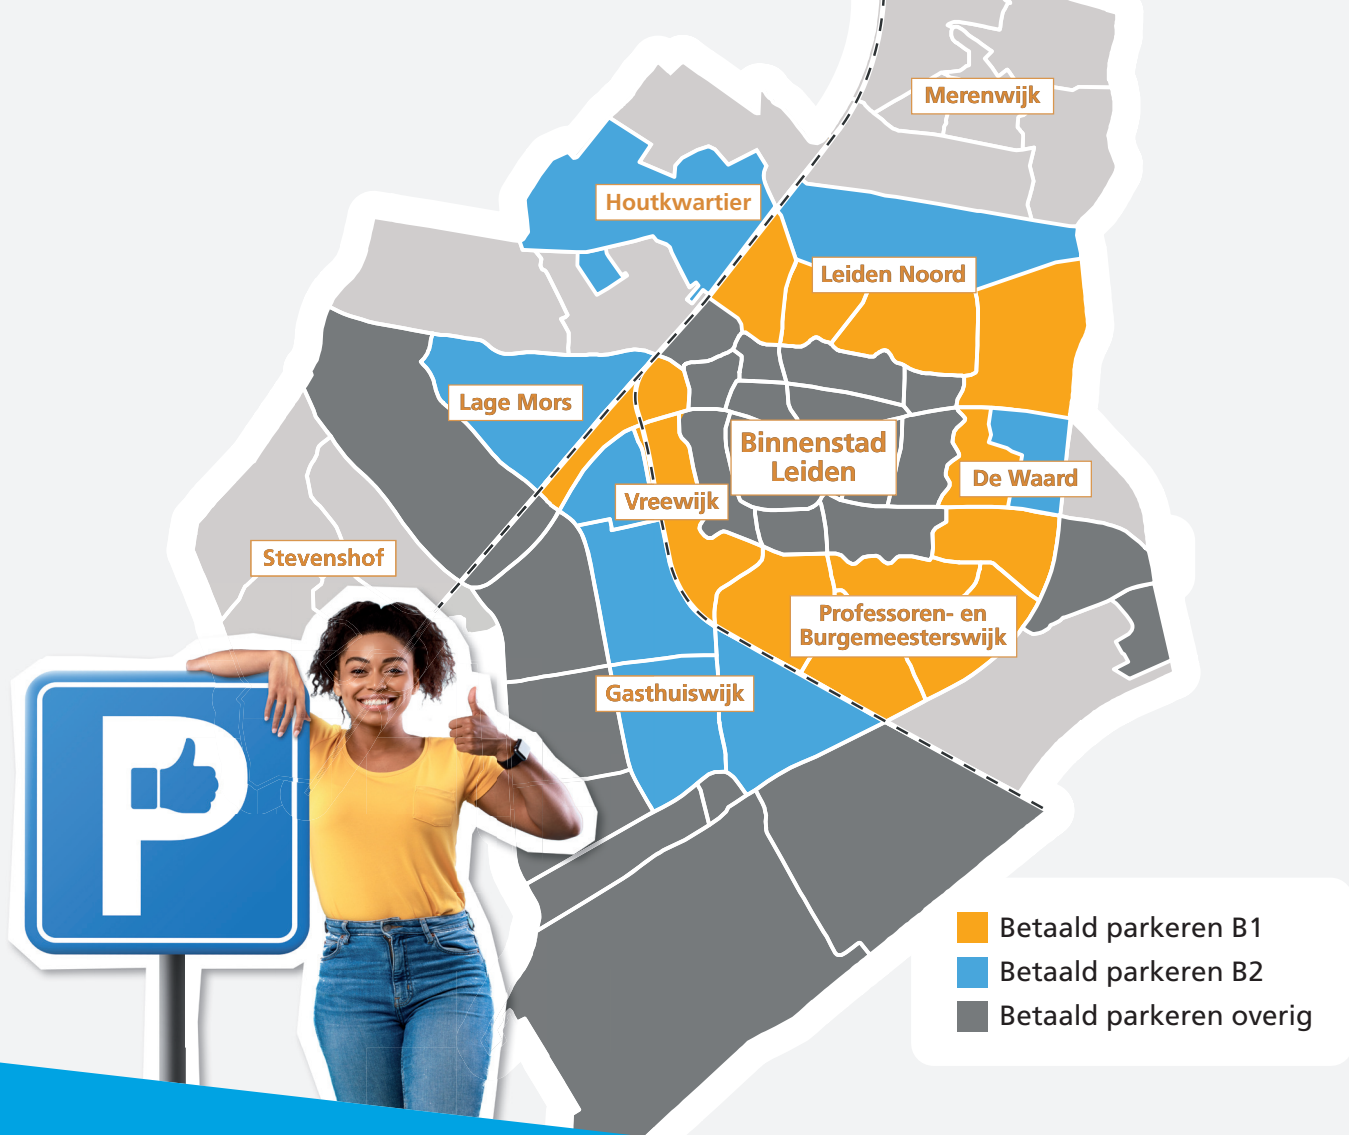 Merenwijk
Houtkwartier
Leiden Noord
Lage Mors
Binnenstad
Leiden
De Waard
Vreewijk
Stevenshof
Professoren- en
Burgemeesterswijk
Gasthuiswijk
P
Betaald parkeren B1
Betaald parkeren B2
Betaald parkeren overig